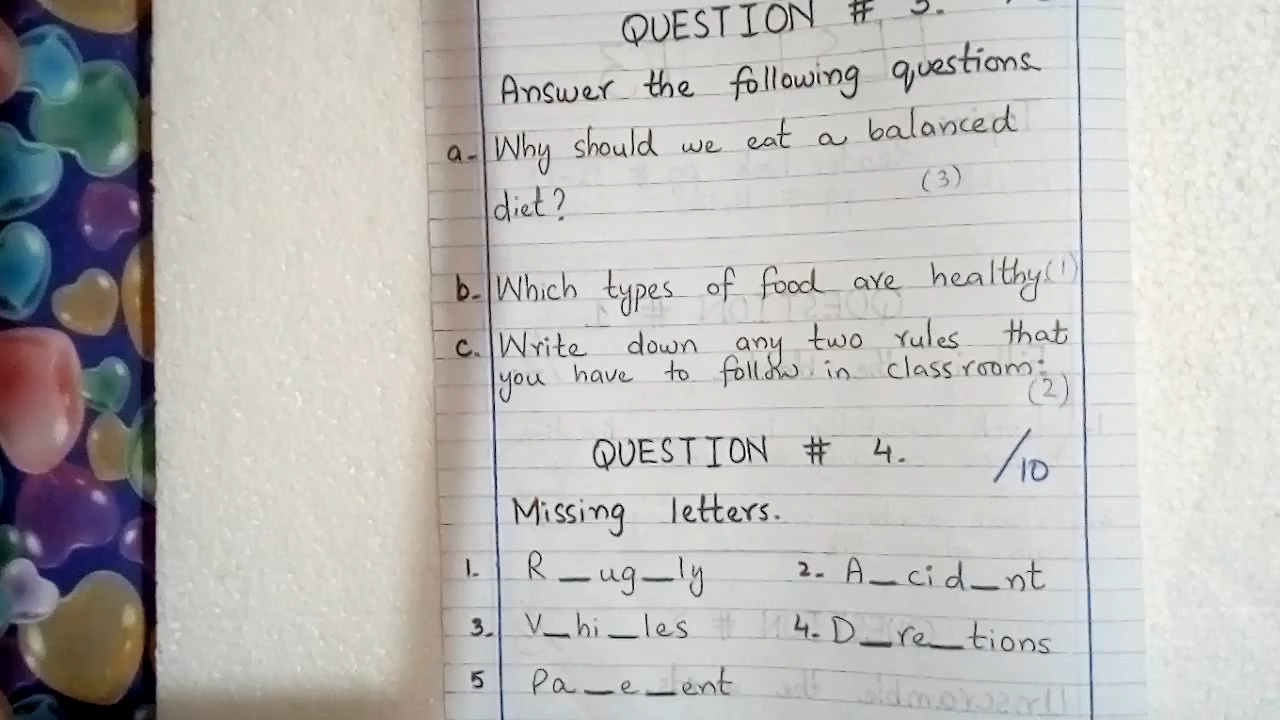 QUESTION # 3.
Answer the following questions
a- Why should we eat a balanced
diet? (3)
b- Which types of food are healthy(1)
c. Write down any two rules that
you have to follow in classroom:
(2)
QUESTION # 4. /10
Missing letters.
1. R_ug_ly 2- A_cid_nt
3. V_hi_les 4- D_re_tions
5 Pa_e_ent